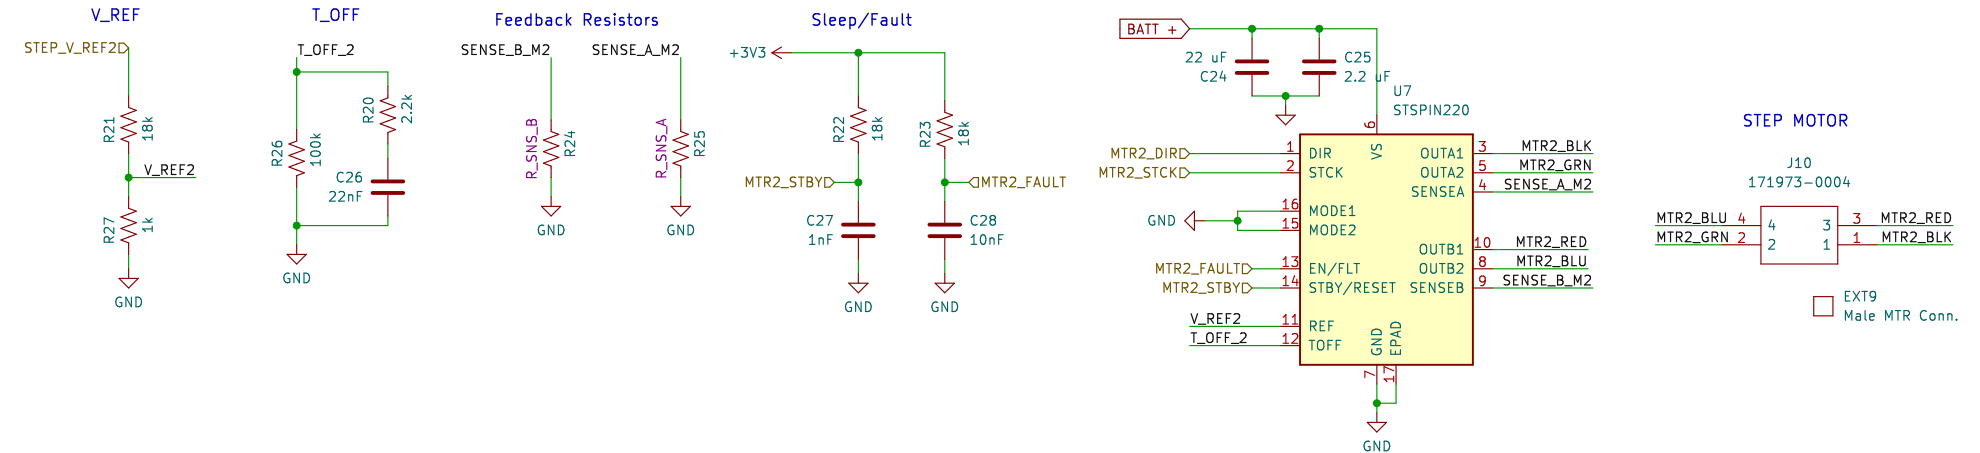 V_REF
STEP_V_REF2
R21
18k
V_REF2
R27
1k
GND
T_OFF
T_OFF_2
R20
2.2k
R26
100k
C26
22nF
GND
Feedback Resistors
SENSE_B_M2
SENSE_A_M2
R_SNS_B
R24
R_SNS_A
R25
GND
GND
Sleep/Fault
+3V3
R22
18k
R23
18k
MTR2_STBY
MTR2_FAULT
C27
1nF
C28
10nF
GND
GND
BATT +
22 uF
C24
C25
2.2 uF
U7
STSPIN220
6
VS
MTR2_DIR
1
DIR
MTR2_STCK
2
STCK
GND
16
MODE1
15
MODE2
MTR2_FAULT
13
EN/FLT
MTR2_STBY
14
STBY/RESET
V_REF2
11
REF
T_OFF_2
12
TOFF
OUTA1
3
MTR2_BLK
OUTA2
5
MTR2_GRN
SENSEA
4
SENSE_A_M2
OUTB1
10
MTR2_RED
OUTB2
8
MTR2_BLU
SENSEB
9
SENSE_B_M2
GND
EPAD
7
17
GND
STEP MOTOR
J10
171973-0004
MTR2_BLU
4
4
3
3
MTR2_RED
MTR2_GRN
2
2
1
1
MTR2_BLK
EXT9
Male MTR Conn.